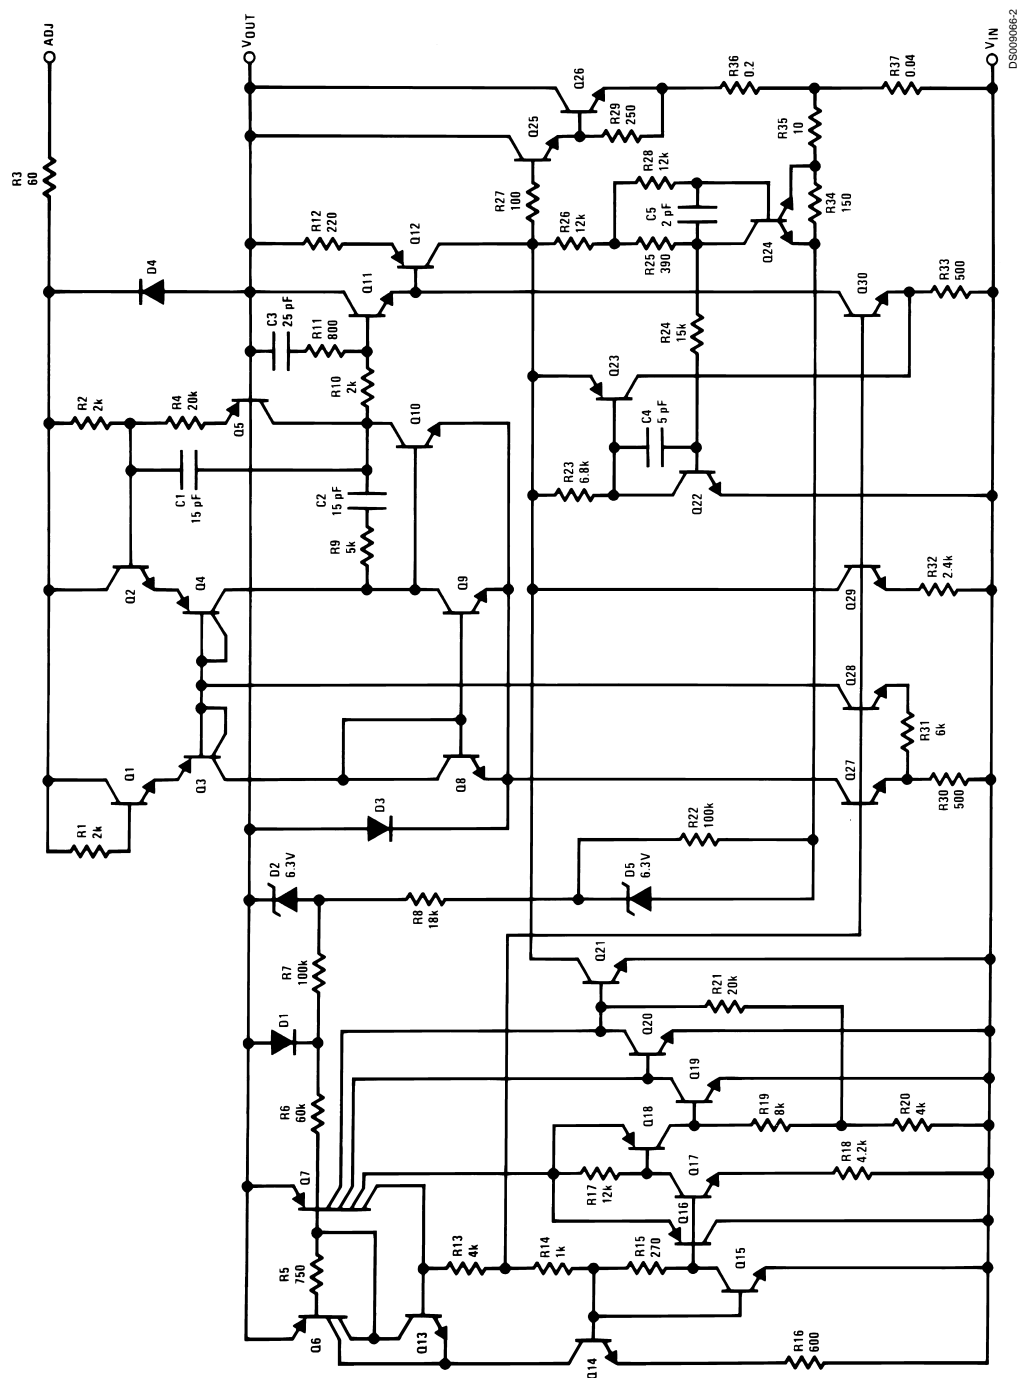 ADJ
R3
60
VOUT
VIN
DS009066-2
Q26
R36
0.2
R37
0.04
Q25
R29
250
R35
10
R27
100
R28
12k
R12
220
Q12
R26
12k
C5
2 pF
R34
150
R25
390
Q24
D4
Q11
Q30
R33
500
C3
25 pF
R11
800
R24
15k
R10
2k
Q23
R2
2k
R4
20k
Q5
Q10
C4
5 pF
C1
15 pF
C2
15 pF
R23
6.8k
Q22
R9
5k
Q2
Q4
Q9
Q29
R32
2.4k
Q28
R31
6k
Q1
Q3
Q8
Q27
R30
500
R1
2k
D3
R22
100k
D2
6.3V
D5
6.3V
R8
18k
Q21
R7
100k
R21
20k
D1
Q20
Q19
R6
60k
Q18
R19
8k
R20
4k
Q7
R17
12k
Q17
R18
4.2k
Q16
R5
750
R13
4k
R14
1k
R15
270
Q15
Q6
Q13
Q14
R16
600